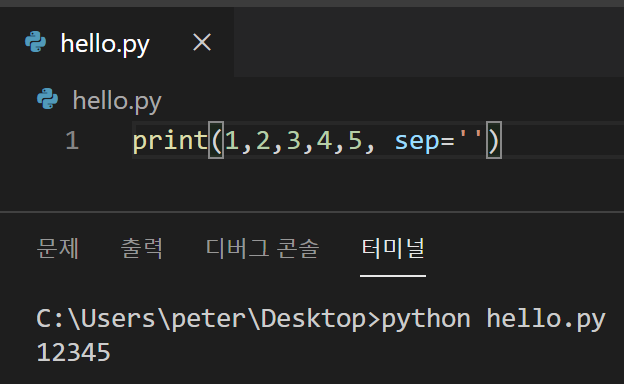 hello.py
hello.py
1 print(1,2,3,4,5, sep='')
문제 출력 디버그 콘솔 터미널
C:\Users\peter\Desktop>python hello.py
12345